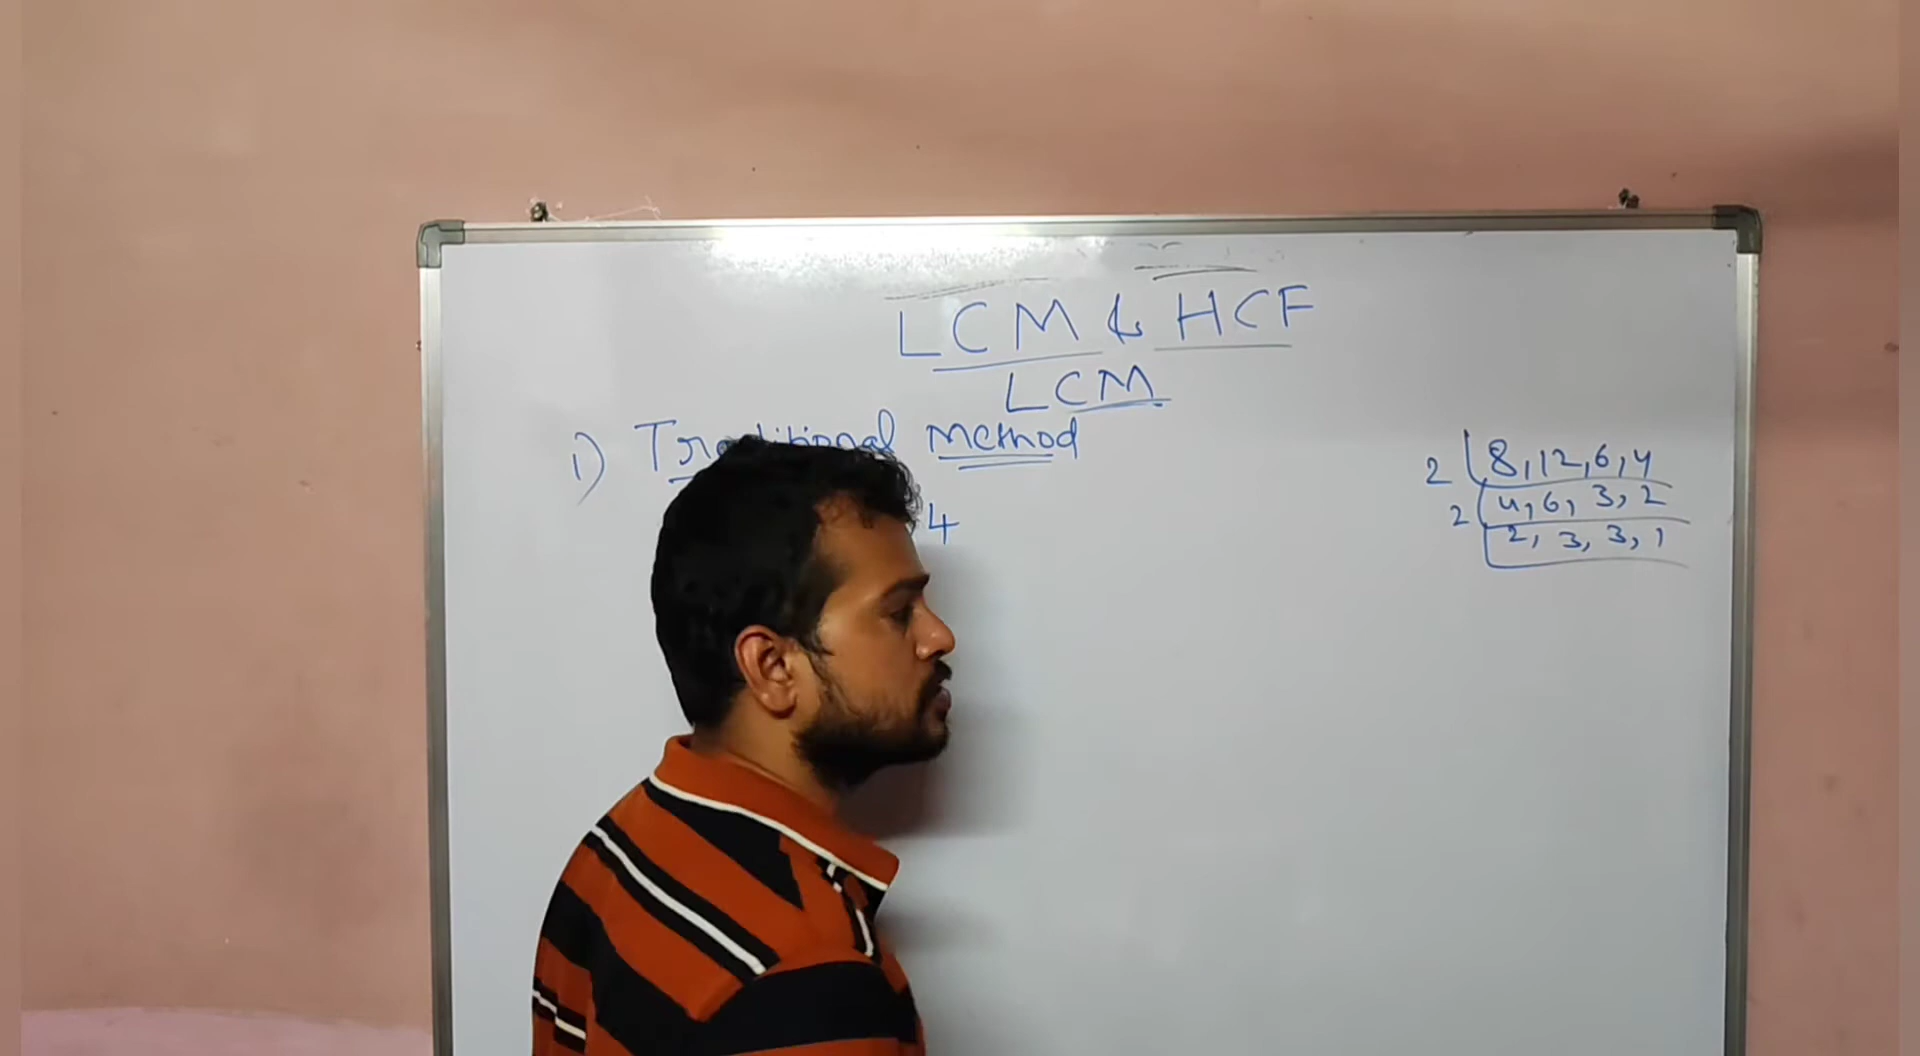 LCM & HCF
LCM
1) Traditional Method
4
2 8, 12, 6, 4
2 4, 6, 3, 2
2, 3, 3, 1